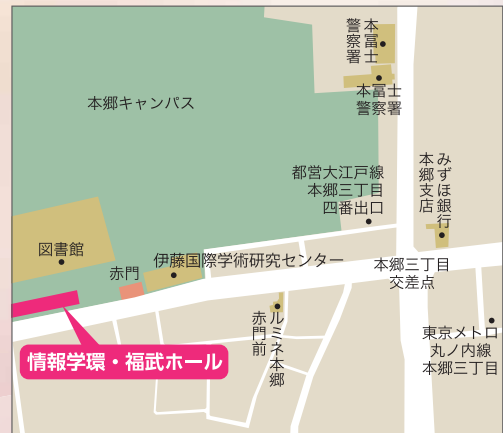 本富士
警察署
本富士
警察署
本郷キャンパス
都営大江戸線
本郷三丁目
四番出口
みずほ銀行
本郷支店
図書館
赤門
伊藤国際学術研究センター
本郷三丁目
交差点
ルミネ本郷
赤門前
東京メトロ
丸ノ内線
本郷三丁目
情報学環・福武ホール